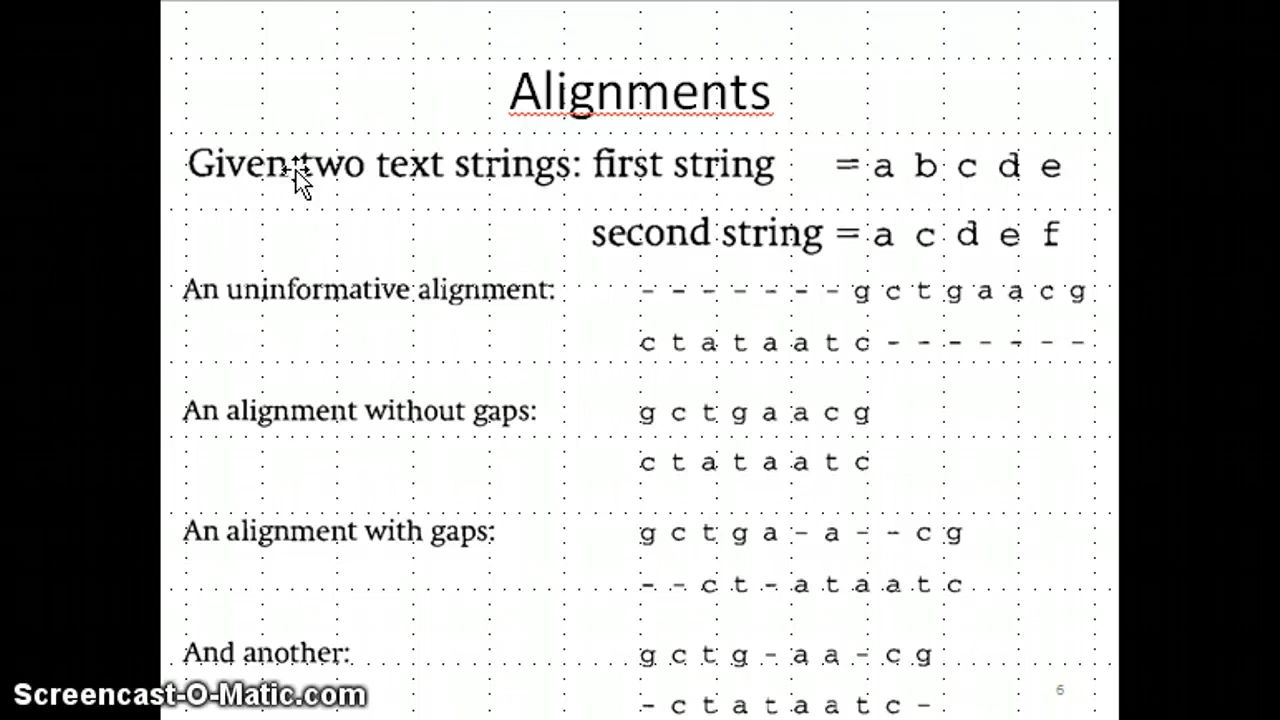 Alignments
Given two text strings: first string = a b c d e
second string = a c d e f
An uninformative alignment: - - - - - - - g c t g a a c g
c t a t a a t c - - - - - - -
An alignment without gaps: g c t g a a c g
c t a t a a t c
An alignment with gaps: g c t g a - a - - c g
- - c t - a t a a t c
And another: g c t g - a a - c g
- c t a t a a t c -
6
Screencast-O-Matic.com